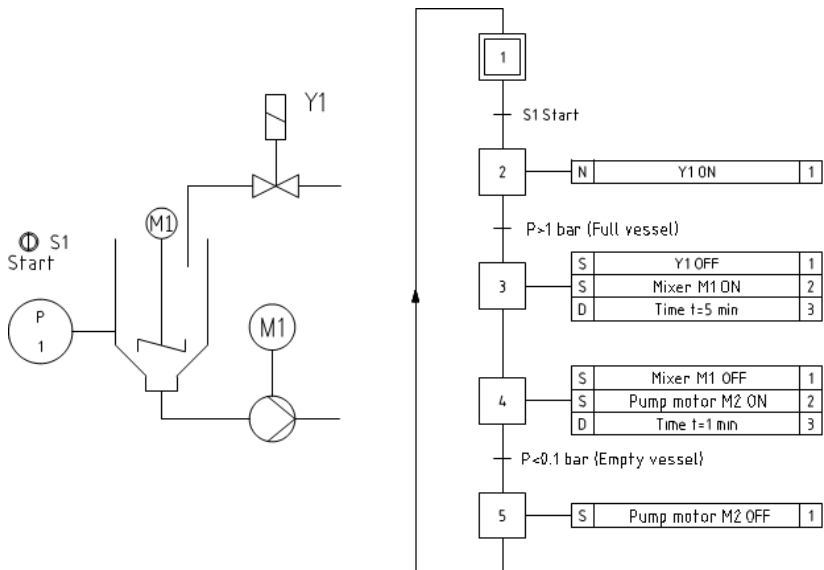 Y1
M1
S1
Start
P
1
M1
1
S1 Start
2
N Y1 ON 1
P>1 bar (Full vessel)
3
S Y1 OFF 1
S Mixer M1 ON 2
D Time t=5 min 3
4
S Mixer M1 OFF 1
S Pump motor M2 ON 2
D Time t=1 min 3
P<0.1 bar (Empty vessel)
5
S Pump motor M2 OFF 1